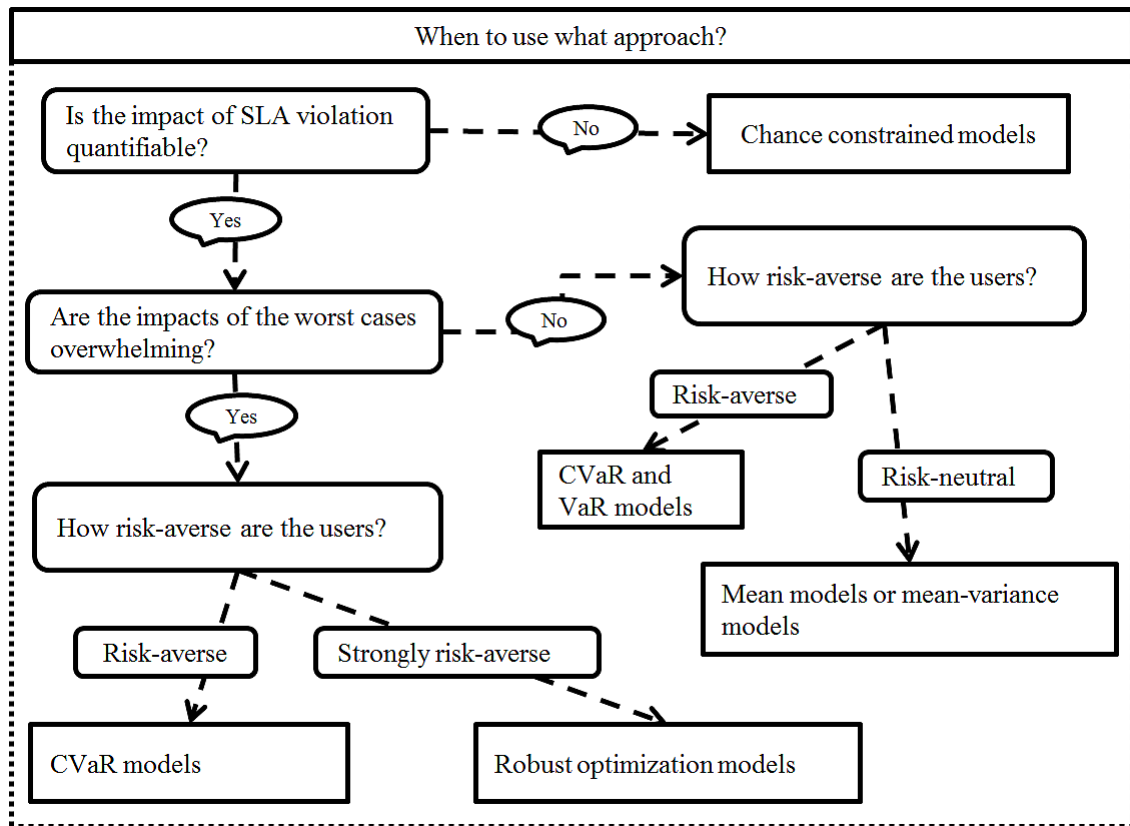 When to use what approach?
Is the impact of SLA violation
quantifiable?
No
Chance constrained models
Yes
How risk-averse are the users?
Are the impacts of the worst cases
overwhelming?
No
Risk-averse
Yes
CVaR and
VaR models
Risk-neutral
How risk-averse are the users?
Mean models or mean-variance
models
Risk-averse
Strongly risk-averse
CVaR models
Robust optimization models